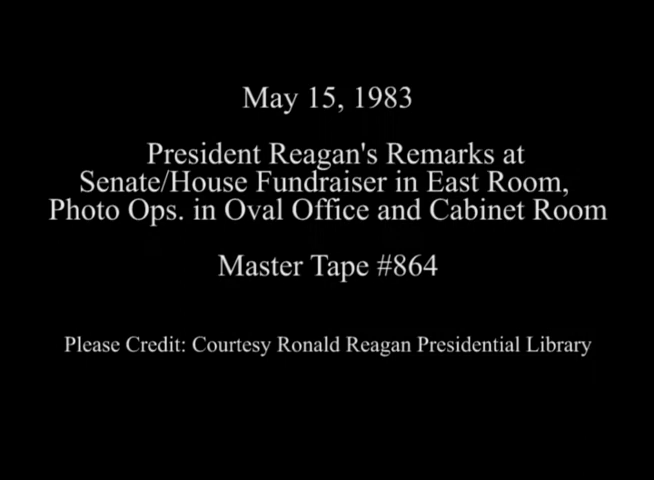 May 15, 1983
President Reagan's Remarks at
Senate/House Fundraiser in East Room,
Photo Ops. in Oval Office and Cabinet Room
Master Tape #864
Please Credit: Courtesy Ronald Reagan Presidential Library